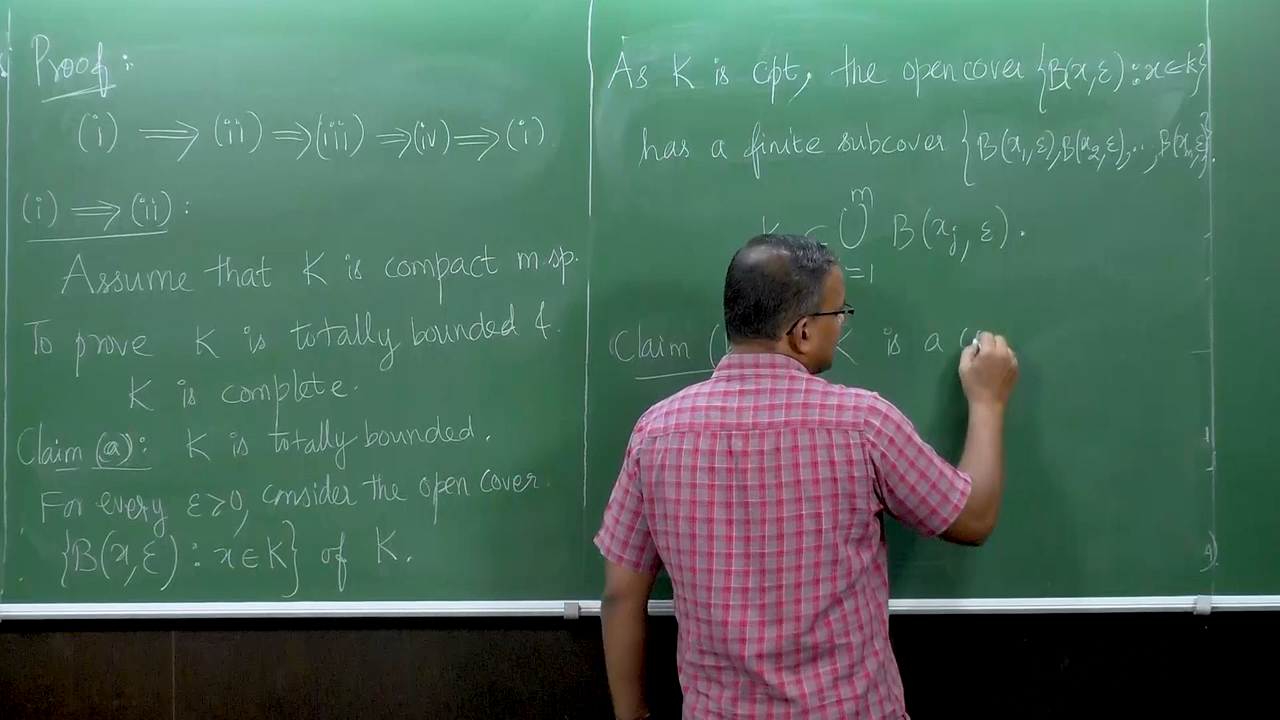 Proof:
(i) ⟹ (ii) ⟹ (iii) ⟹ (iv) ⟹ (i).
(i) ⟹ (ii):
Assume that K is compact m.sp.
To prove K is totally bounded &
K is complete.
Claim (a): K is totally bounded.
For every ε>0, consider the open cover
{B(x,ε) : x ∈ K} of K.
As K is cpt, the open cover {B(x,ε) : x ∈ K}
has a finite subcover {B(x₁,ε), B(x₂,ε), ..., B(xₘ,ε)}.
m
K ⊂ ∪ B(xⱼ, ε).
=1
Claim ( K is a